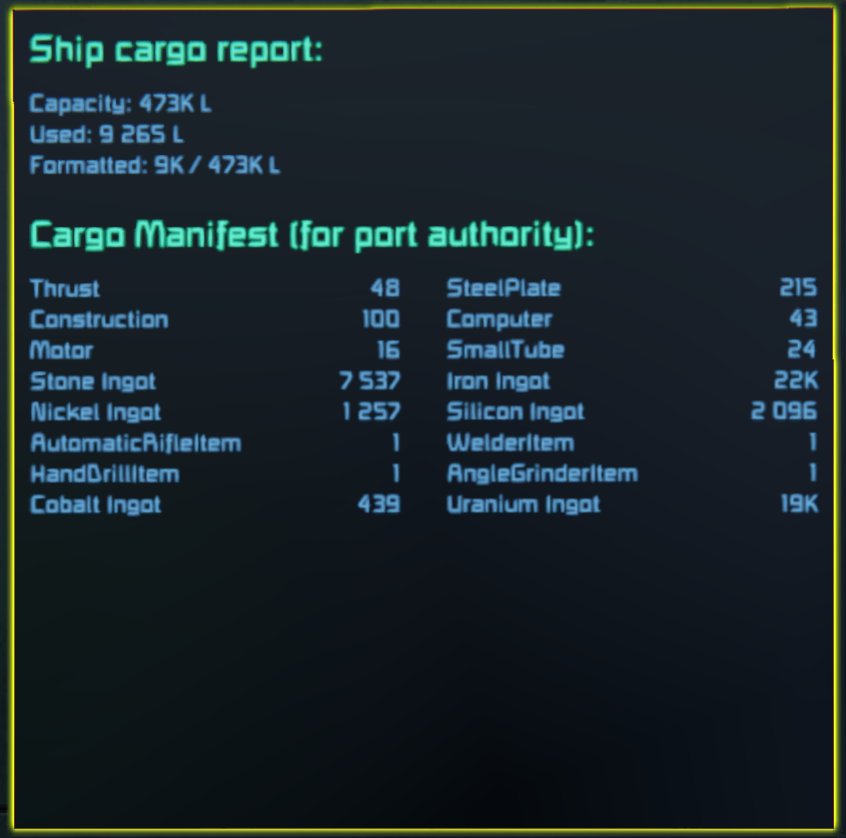 Ship cargo report:
Capacity: 473K L
Used: 9 265 L
Formatted: 9K / 473K L
Cargo Manifest (for port authority):
Thrust 48 SteelPlate 215
Construction 100 Computer 43
Motor 16 SmallTube 24
Stone Ingot 7 537 Iron Ingot 22K
Nickel Ingot 1 257 Silicon Ingot 2 096
AutomaticRifleItem 1 WelderItem 1
HandDrillItem 1 AngleGrinderItem 1
Cobalt Ingot 439 Uranium Ingot 19K